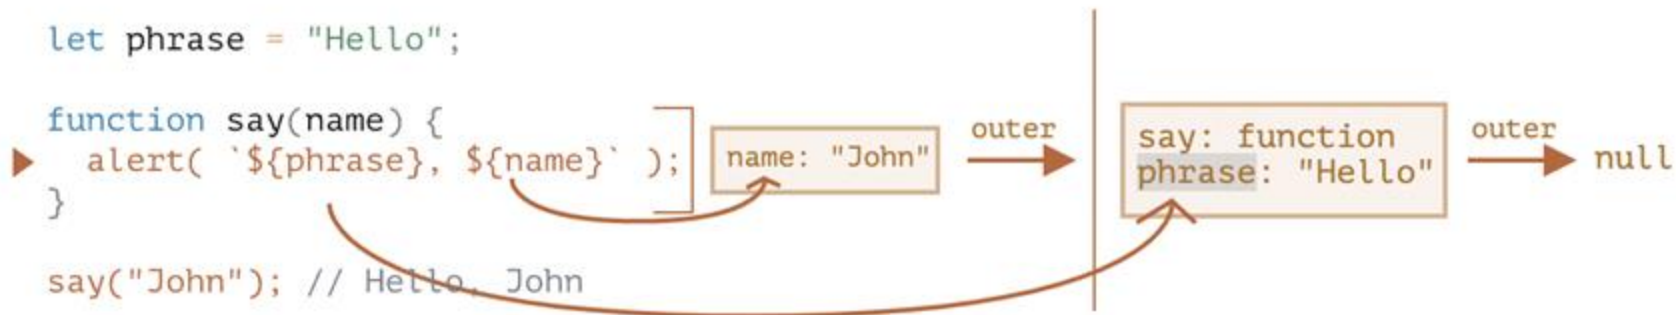 let phrase = "Hello";
function say(name) {
alert( `${phrase}, ${name}` );
}
say("John"); // Hello, John
name: "John"
outer
say: function
phrase: "Hello"
outer
null